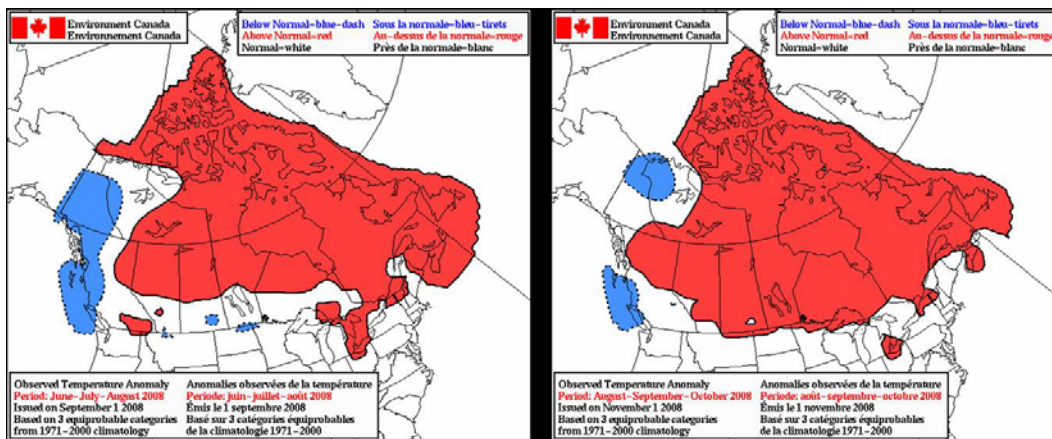 Environment Canada
Environnement Canada
Below Normal=blue-dash Sous la normale=bleu-tirets
Above Normal=red Au-dessus de la normale=rouge
Normal=white Près de la normale=blanc
Observed Temperature Anomaly Anomalies observées de la température
Period: June-July-August 2008 Période: juin-juillet-août 2008
Issued on September 1 2008 Émis le 1 septembre 2008
Based on 3 equiprobable categories Basé sur 3 catégories équiprobables
from 1971-2000 climatology de la climatologie 1971-2000
Environment Canada
Environnement Canada
Below Normal=blue-dash Sous la normale=bleu-tirets
Above Normal=red Au-dessus de la normale=rouge
Normal=white Près de la normale=blanc
Observed Temperature Anomaly Anomalies observées de la température
Period: August-September-October 2008 Période: août-septembre-octobre 2008
Issued on November 1 2008 Émis le 1 novembre 2008
Based on 3 equiprobable categories Basé sur 3 catégories équiprobables
from 1971-2000 climatology de la climatologie 1971-2000